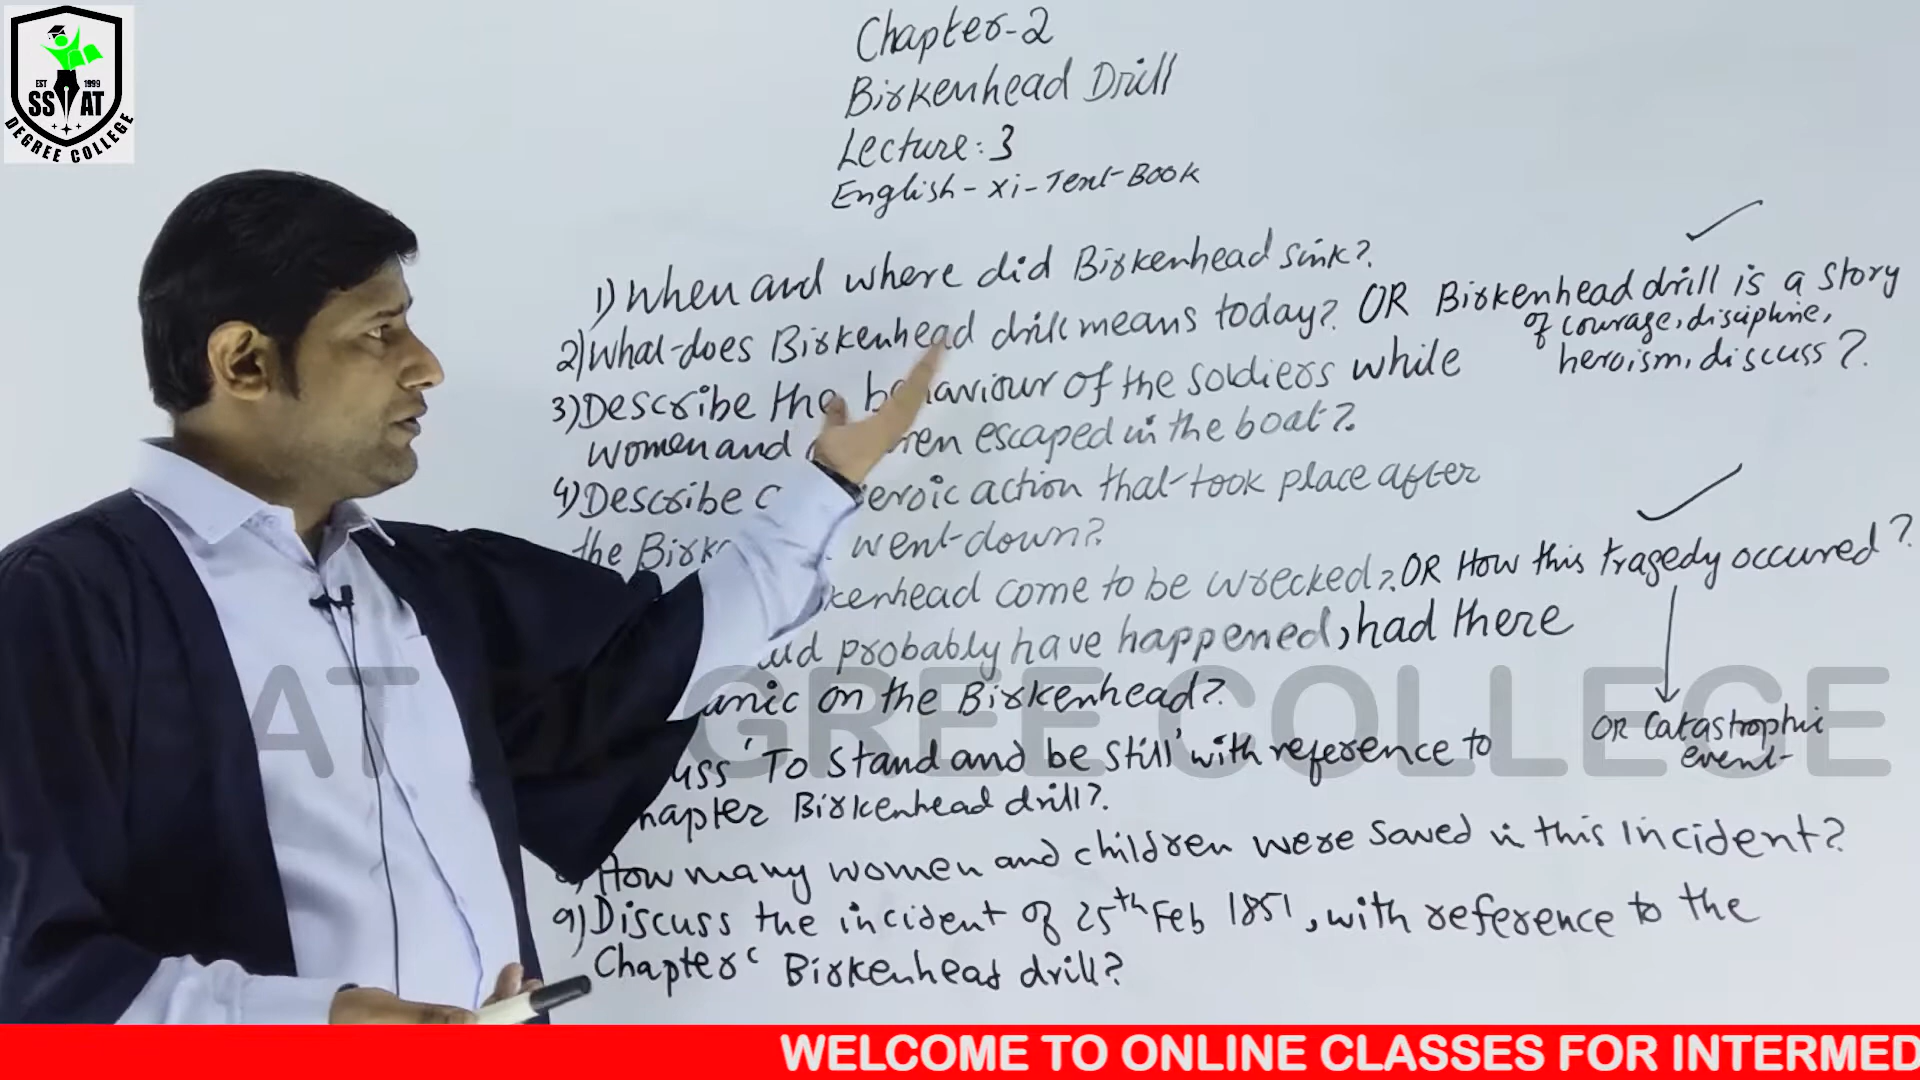 EST 1999
SS AT
DEGREE COLLEGE
Chapter-2
Birkenhead Drill
Lecture: 3
English - xi - Text-Book
1) When and where did Birkenhead sink?
2) What does Birkenhead drill means today? OR Birkenhead drill is a story
of courage, discipline,
heroism, discuss?
3) Describe the behaviour of the soldiers while
women and escaped in the boat?
4) Describe action that took place after
the went down?
come to be wrecked? OR How this tragedy occured?
probably have happened, had there
on the Birkenhead?
OR Catastrophic
event
'To stand and be still' with reference to
Birkenhead drill?
How many women and children were saved in this incident?
9) Discuss the incident of 25th Feb 1851, with reference to the
Chapter ' Birkenhead drill?
AT DEGREE COLLEGE
WELCOME TO ONLINE CLASSES FOR INTERMED